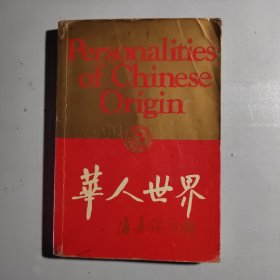 Personalities
of Chinese
Origin
華人世界